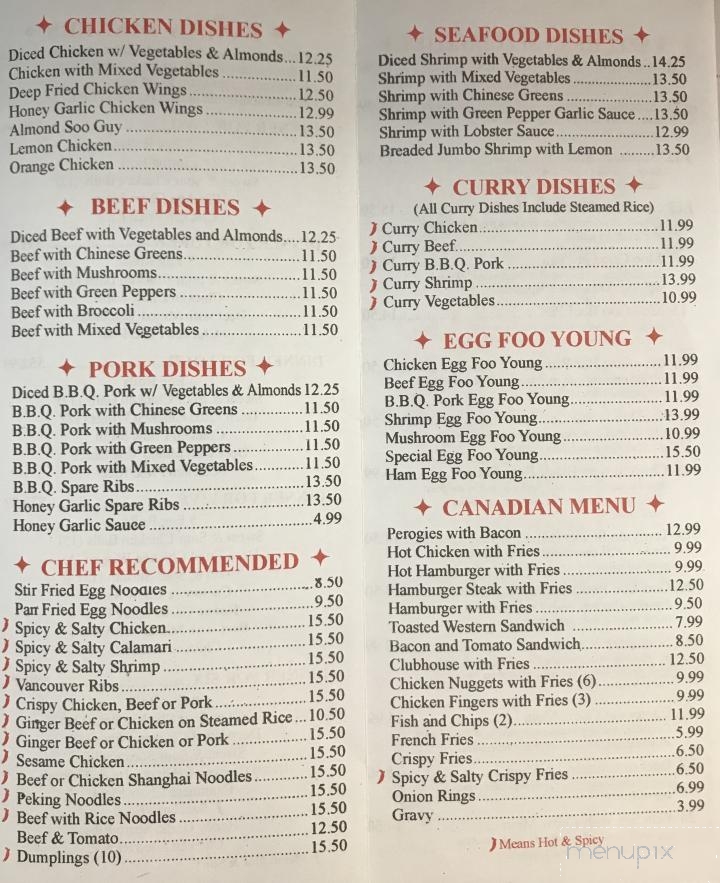 CHICKEN DISHES
Diced Chicken w/ Vegetables & Almonds...12.25
Chicken with Mixed Vegetables ..................11.50
Deep Fried Chicken Wings ..........................12.50
Honey Garlic Chicken Wings ......................12.99
Almond Soo Guy ........................................13.50
Lemon Chicken...........................................13.50
Orange Chicken ..........................................13.50
BEEF DISHES
Diced Beef with Vegetables and Almonds....12.25
Beef with Chinese Greens............................11.50
Beef with Mushrooms..................................11.50
Beef with Green Peppers .............................11.50
Beef with Broccoli ......................................11.50
Beef with Mixed Vegetables ........................11.50
PORK DISHES
Diced B.B.Q. Pork w/ Vegetables & Almonds 12.25
B.B.Q. Pork with Chinese Greens ...............11.50
B.B.Q. Pork with Mushrooms .....................11.50
B.B.Q. Pork with Green Peppers..................11.50
B.B.Q. Pork with Mixed Vegetables.............11.50
B.B.Q. Spare Ribs........................................13.50
Honey Garlic Spare Ribs .............................13.50
Honey Garlic Sauce .....................................4.99
CHEF RECOMMENDED
Stir Fried Egg Noodles ................................8.50
Pan Fried Egg Noodles ................................9.50
Spicy & Salty Chicken.................................15.50
Spicy & Salty Calamari ...............................15.50
Spicy & Salty Shrimp ..................................15.50
Vancouver Ribs............................................15.50
Crispy Chicken, Beef or Pork......................15.50
Ginger Beef or Chicken on Steamed Rice...10.50
Ginger Beef or Chicken or Pork ..................15.50
Sesame Chicken...........................................15.50
Beef or Chicken Shanghai Noodles..............15.50
Peking Noodles............................................15.50
Beef with Rice Noodles ...............................15.50
Beef & Tomato.............................................12.50
Dumplings (10) ............................................15.50
SEAFOOD DISHES
Diced Shrimp with Vegetables & Almonds..14.25
Shrimp with Mixed Vegetables ....................13.50
Shrimp with Chinese Greens ........................13.50
Shrimp with Green Pepper Garlic Sauce ....13.50
Shrimp with Lobster Sauce..........................12.99
Breaded Jumbo Shrimp with Lemon .........13.50
CURRY DISHES
(All Curry Dishes Include Steamed Rice)
Curry Chicken..............................................11.99
Curry Beef....................................................11.99
Curry B.B.Q. Pork .......................................11.99
Curry Shrimp ...............................................13.99
Curry Vegetables..........................................10.99
EGG FOO YOUNG
Chicken Egg Foo Young ..............................11.99
Beef Egg Foo Young....................................11.99
B.B.Q. Pork Egg Foo Young........................11.99
Shrimp Egg Foo Young................................13.99
Mushroom Egg Foo Young..........................10.99
Special Egg Foo Young................................15.50
Ham Egg Foo Young....................................11.99
CANADIAN MENU
Perogies with Bacon ....................................12.99
Hot Chicken with Fries.................................9.99
Hot Hamburger with Fries ............................9.99
Hamburger Steak with Fries .........................12.50
Hamburger with Fries ...................................9.50
Toasted Western Sandwich ...........................7.99
Bacon and Tomato Sandwich........................8.50
Clubhouse with Fries ....................................12.50
Chicken Nuggets with Fries (6).....................9.99
Chicken Fingers with Fries (3) ......................9.99
Fish and Chips (2).........................................11.99
French Fries ..................................................5.99
Crispy Fries...................................................6.50
Spicy & Salty Crispy Fries ...........................6.50
Onion Rings..................................................6.99
Gravy ............................................................3.99
Means Hot & Spicy
menupix